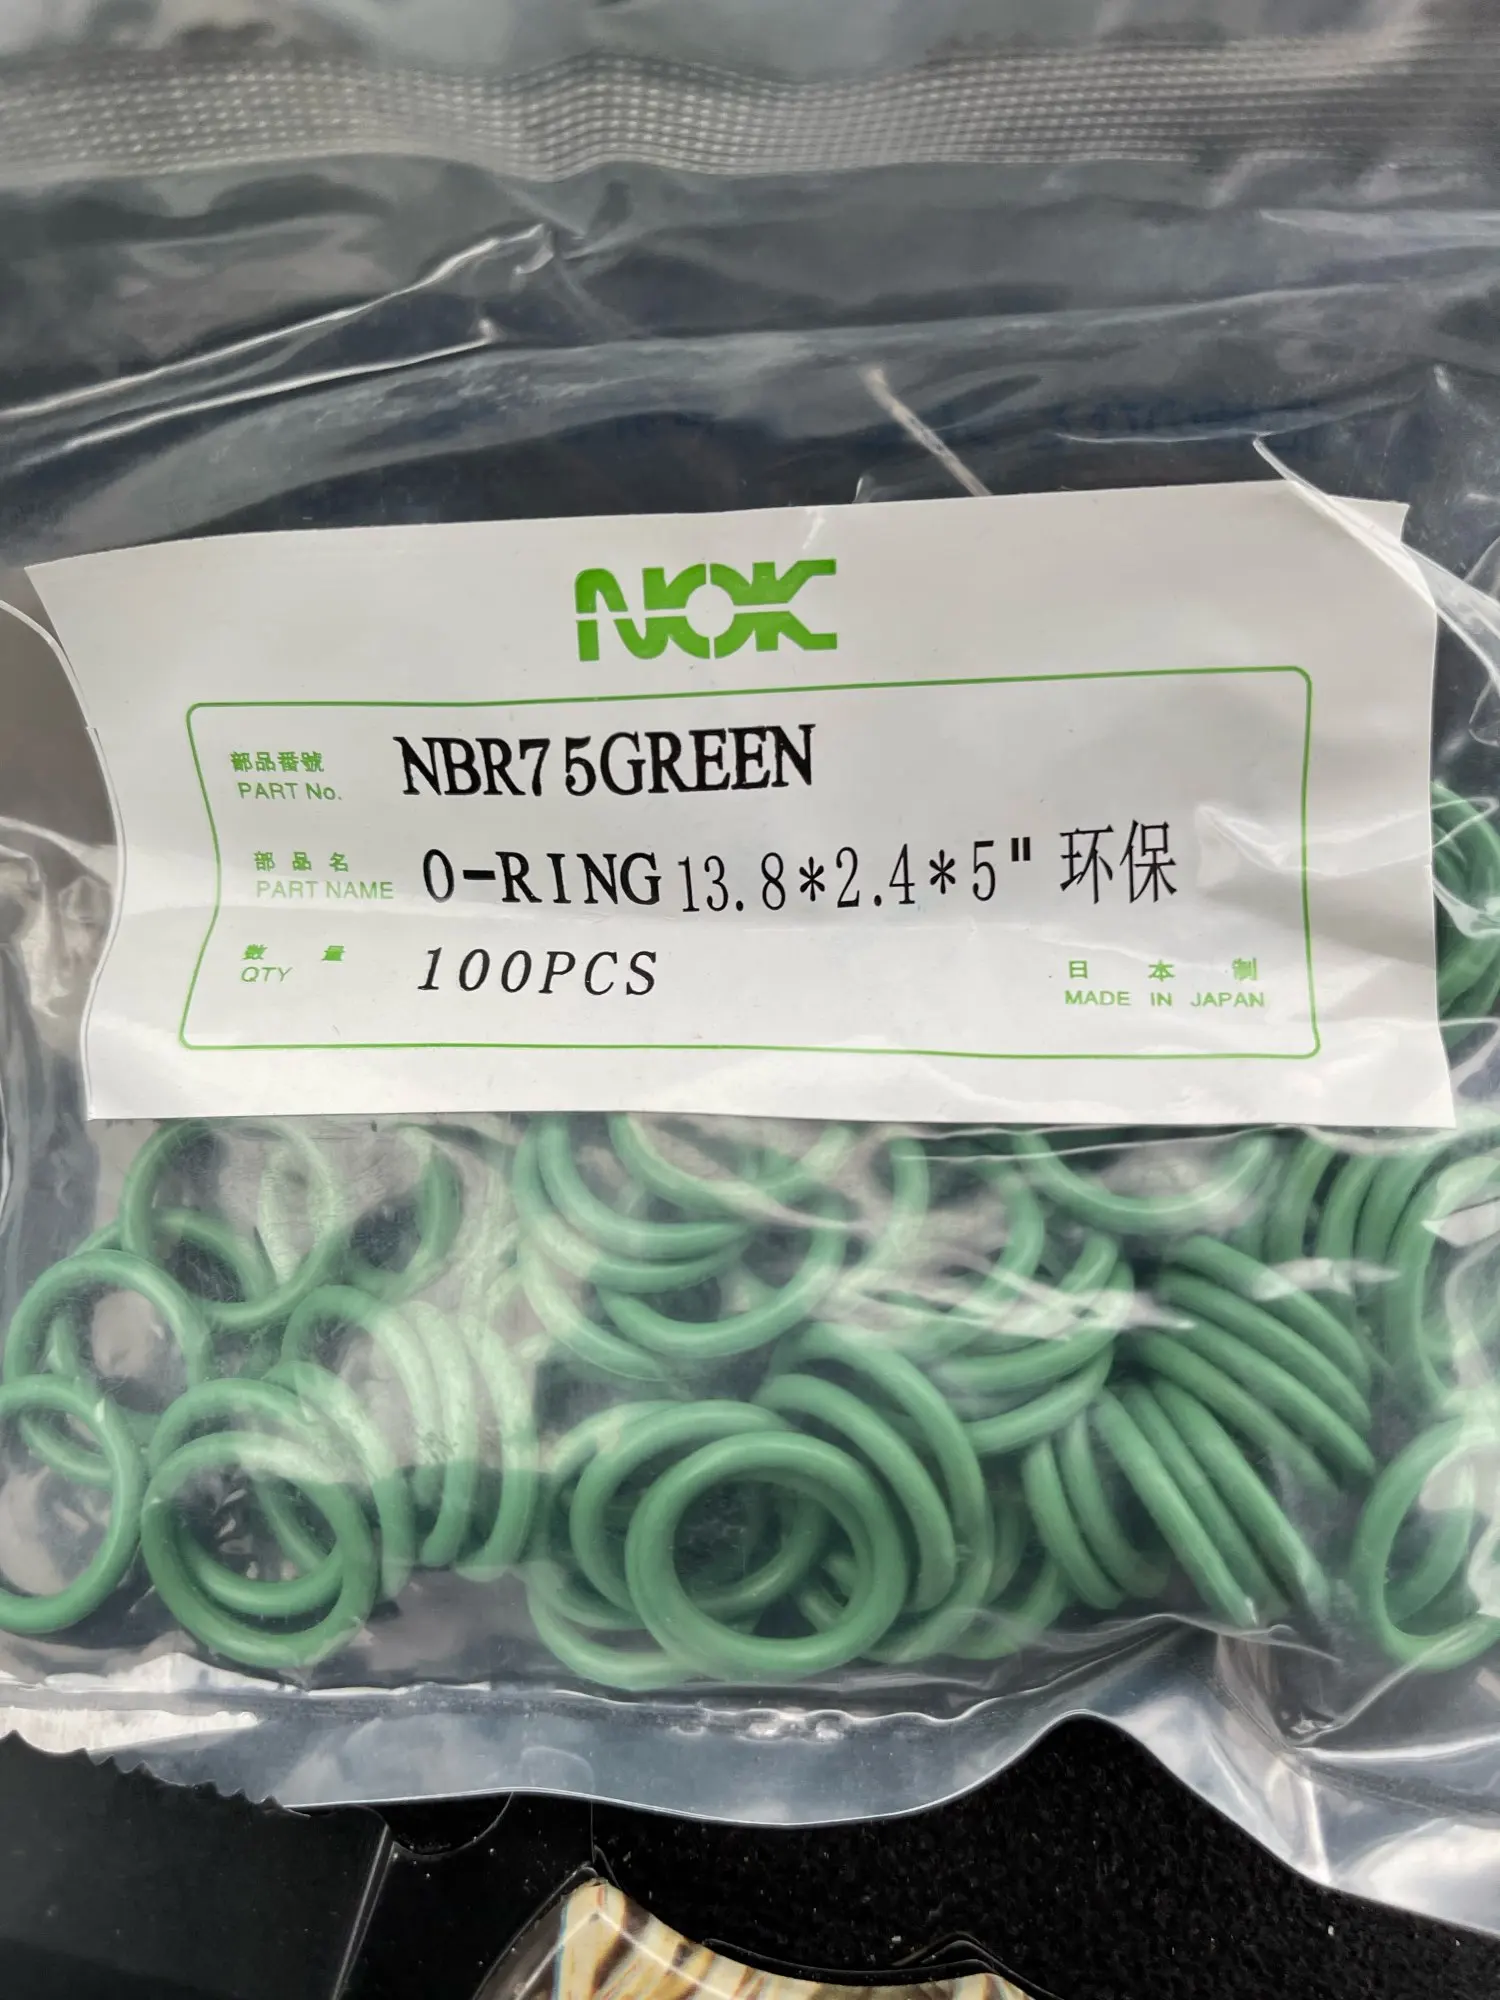 NOK
部品番號
PART No. NBR75GREEN
部品名
PART NAME O-RING 13.8*2.4*5" 环保
数量
QTY 100PCS
日本制
MADE IN JAPAN